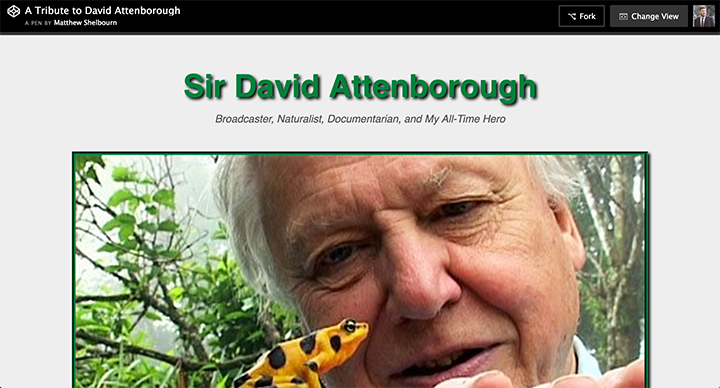 A Tribute to David Attenborough
A PEN BY Matthew Shelbourn
Fork
Change View
Sir David Attenborough
Broadcaster, Naturalist, Documentarian, and My All-Time Hero